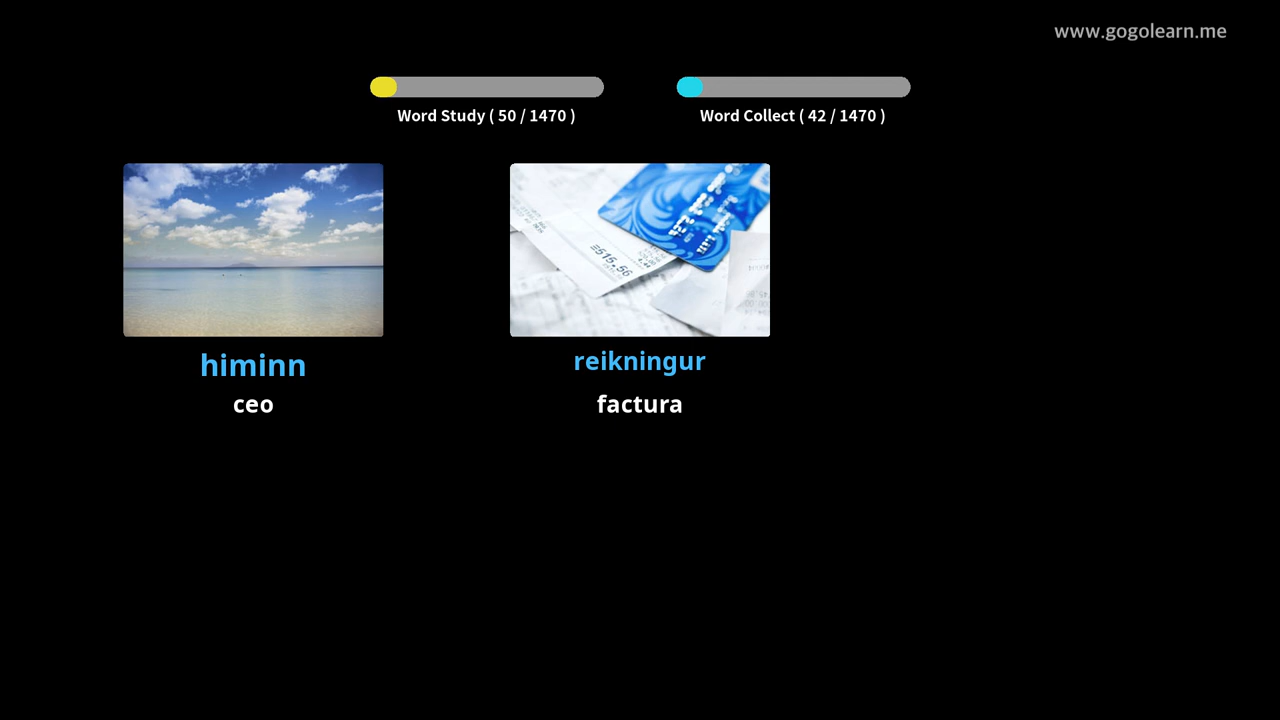 www.gogolearn.me
Word Study ( 50 / 1470 )
Word Collect ( 42 / 1470 )
himinn
ceo
reikningur
factura